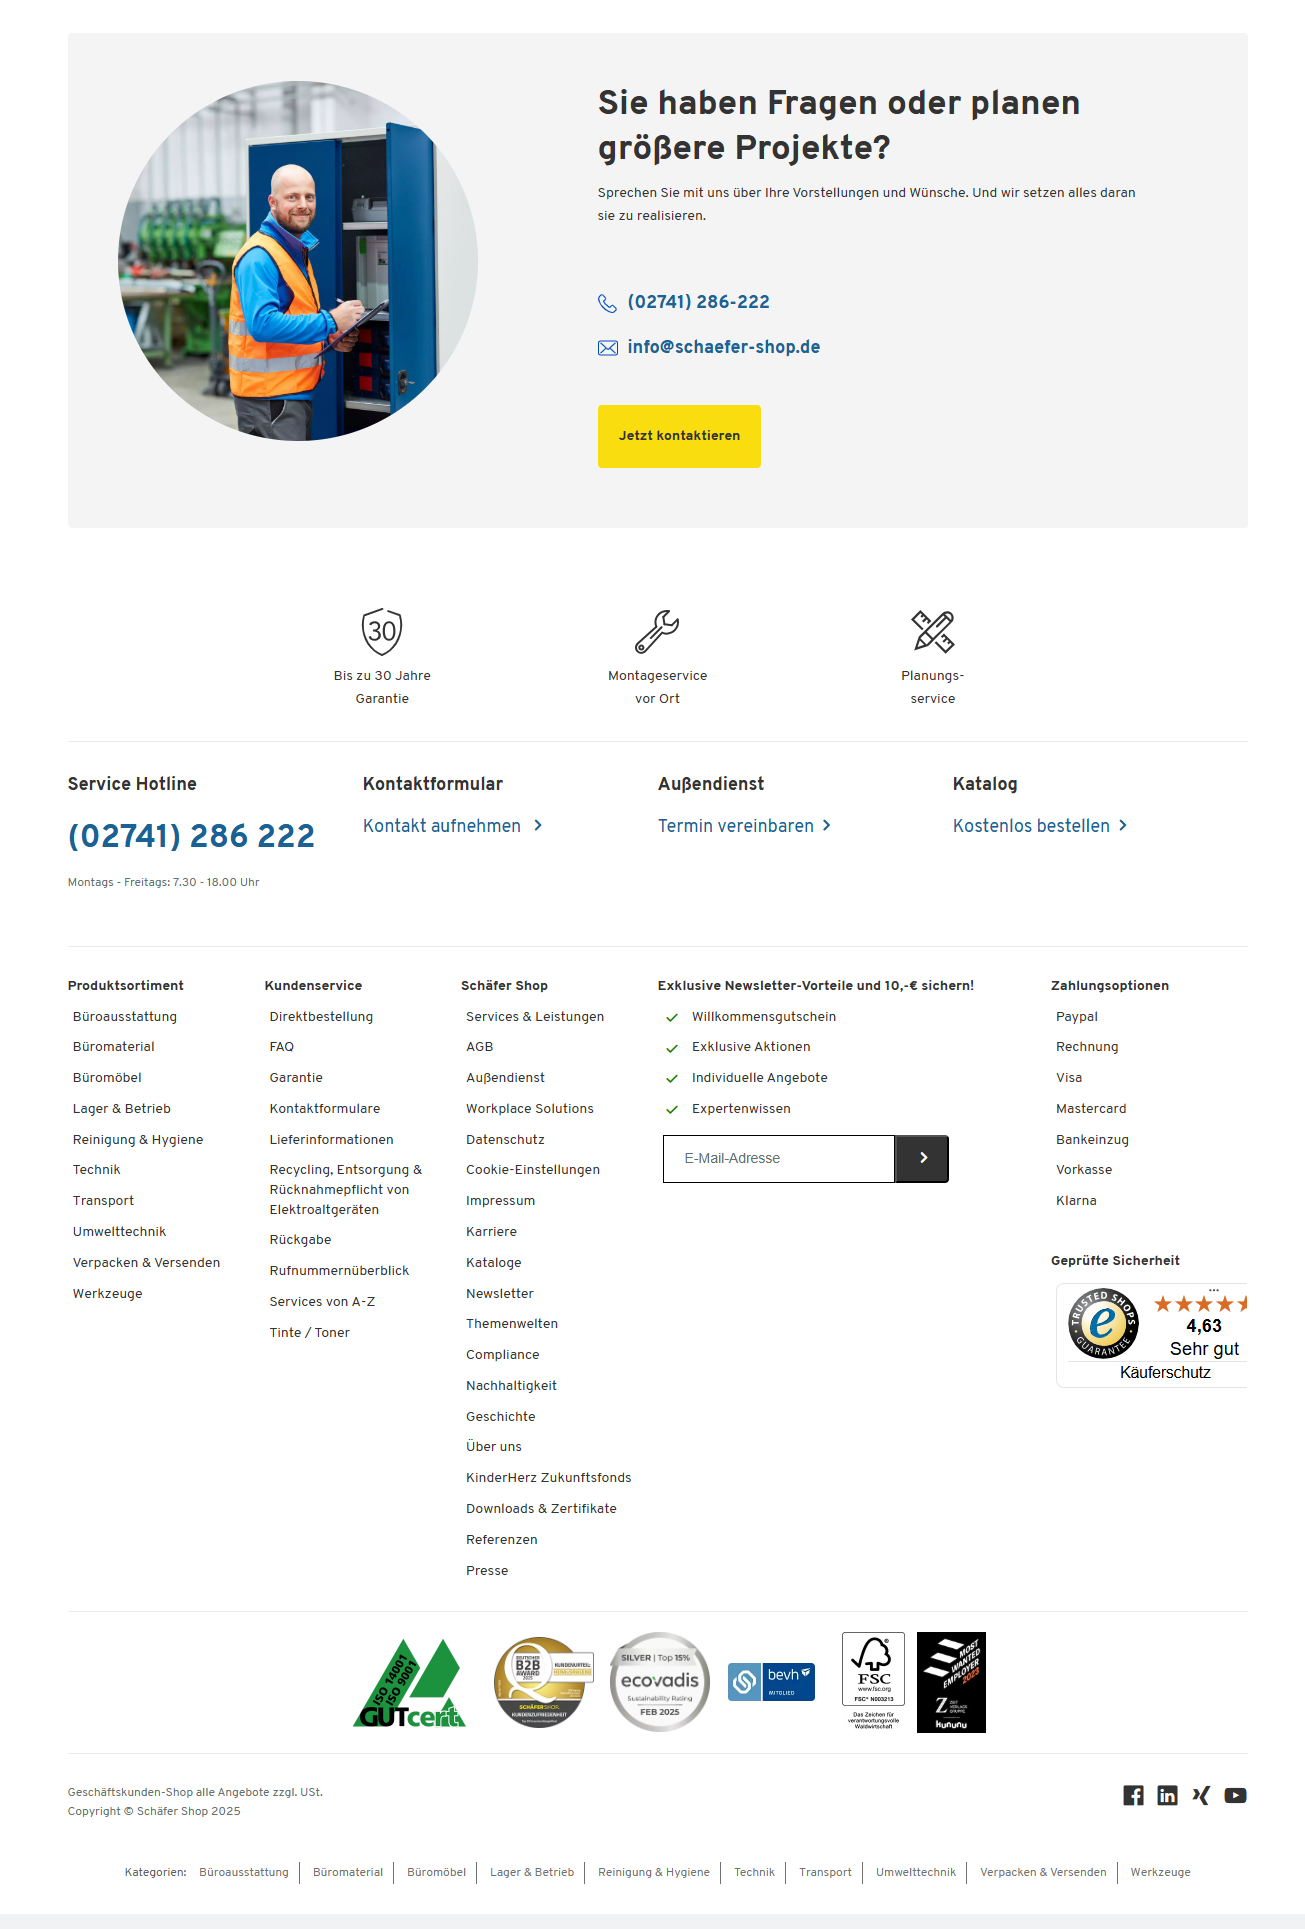 Sie haben Fragen oder planen
größere Projekte?
Sprechen Sie mit uns über Ihre Vorstellungen und Wünsche. Und wir setzen alles daran
sie zu realisieren.
(02741) 286-222
info@schaefer-shop.de
Jetzt kontaktieren
30
Bis zu 30 Jahre
Garantie
Montageservice
vor Ort
Planungs-
service
Service Hotline
(02741) 286 222
Montags - Freitags: 7.30 - 18.00 Uhr
Kontaktformular
Kontakt aufnehmen
Außendienst
Termin vereinbaren
Katalog
Kostenlos bestellen
Produktsortiment
Büroausstattung
Büromaterial
Büromöbel
Lager & Betrieb
Reinigung & Hygiene
Technik
Transport
Umwelttechnik
Verpacken & Versenden
Werkzeuge
Kundenservice
Direktbestellung
FAQ
Garantie
Kontaktformulare
Lieferinformationen
Recycling, Entsorgung &
Rücknahmepflicht von
Elektroaltgeräten
Rückgabe
Rufnummernüberblick
Services von A-Z
Tinte / Toner
Schäfer Shop
Services & Leistungen
AGB
Außendienst
Workplace Solutions
Datenschutz
Cookie-Einstellungen
Impressum
Karriere
Kataloge
Newsletter
Themenwelten
Compliance
Nachhaltigkeit
Geschichte
Über uns
KinderHerz Zukunftsfonds
Downloads & Zertifikate
Referenzen
Presse
Exklusive Newsletter-Vorteile und 10,-€ sichern!
Willkommensgutschein
Exklusive Aktionen
Individuelle Angebote
Expertenwissen
E-Mail-Adresse
Zahlungsoptionen
Paypal
Rechnung
Visa
Mastercard
Bankeinzug
Vorkasse
Klarna
Geprüfte Sicherheit
TRUSTED SHOPS
e
GUARANTEE
4,63
Sehr gut
Käuferschutz
ISO 14001
ISO 9001
GUTcert
DEUTSCHER
B2B
AWARD
2025
KUNDENURTEIL:
SCHÄFER SHOP
KUNDENZUFRIEDENHEIT
SILVER | Top 15%
ecovadis
Sustainability Rating
FEB 2025
bevh
MITGLIED
FSC
www.fsc.org
FSC® N003213
Das Zeichen für
verantwortungsvolle
Waldwirtschaft
MOST
WANTED
EMPLOYER
2025
Z
ZEIT
VERLAGS
GRUPPE
kununu
Geschäftskunden-Shop alle Angebote zzgl. USt.
Copyright © Schäfer Shop 2025
Kategorien: Büroausstattung Büromaterial Büromöbel Lager & Betrieb Reinigung & Hygiene Technik Transport Umwelttechnik Verpacken & Versenden Werkzeuge